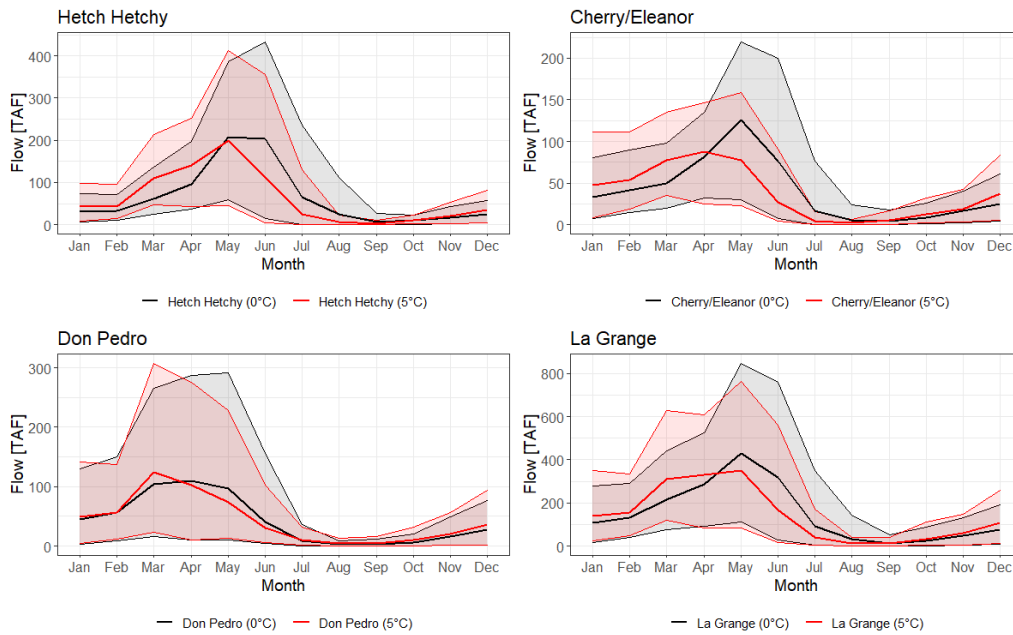 Hetch Hetchy
Flow [TAF]
400
300
200
100
0
Jan Feb Mar Apr May Jun Jul Aug Sep Oct Nov Dec
Month
Hetch Hetchy (0°C) Hetch Hetchy (5°C)
Cherry/Eleanor
Flow [TAF]
200
150
100
50
0
Jan Feb Mar Apr May Jun Jul Aug Sep Oct Nov Dec
Month
Cherry/Eleanor (0°C) Cherry/Eleanor (5°C)
Don Pedro
Flow [TAF]
300
200
100
0
Jan Feb Mar Apr May Jun Jul Aug Sep Oct Nov Dec
Month
Don Pedro (0°C) Don Pedro (5°C)
La Grange
Flow [TAF]
800
600
400
200
0
Jan Feb Mar Apr May Jun Jul Aug Sep Oct Nov Dec
Month
La Grange (0°C) La Grange (5°C)